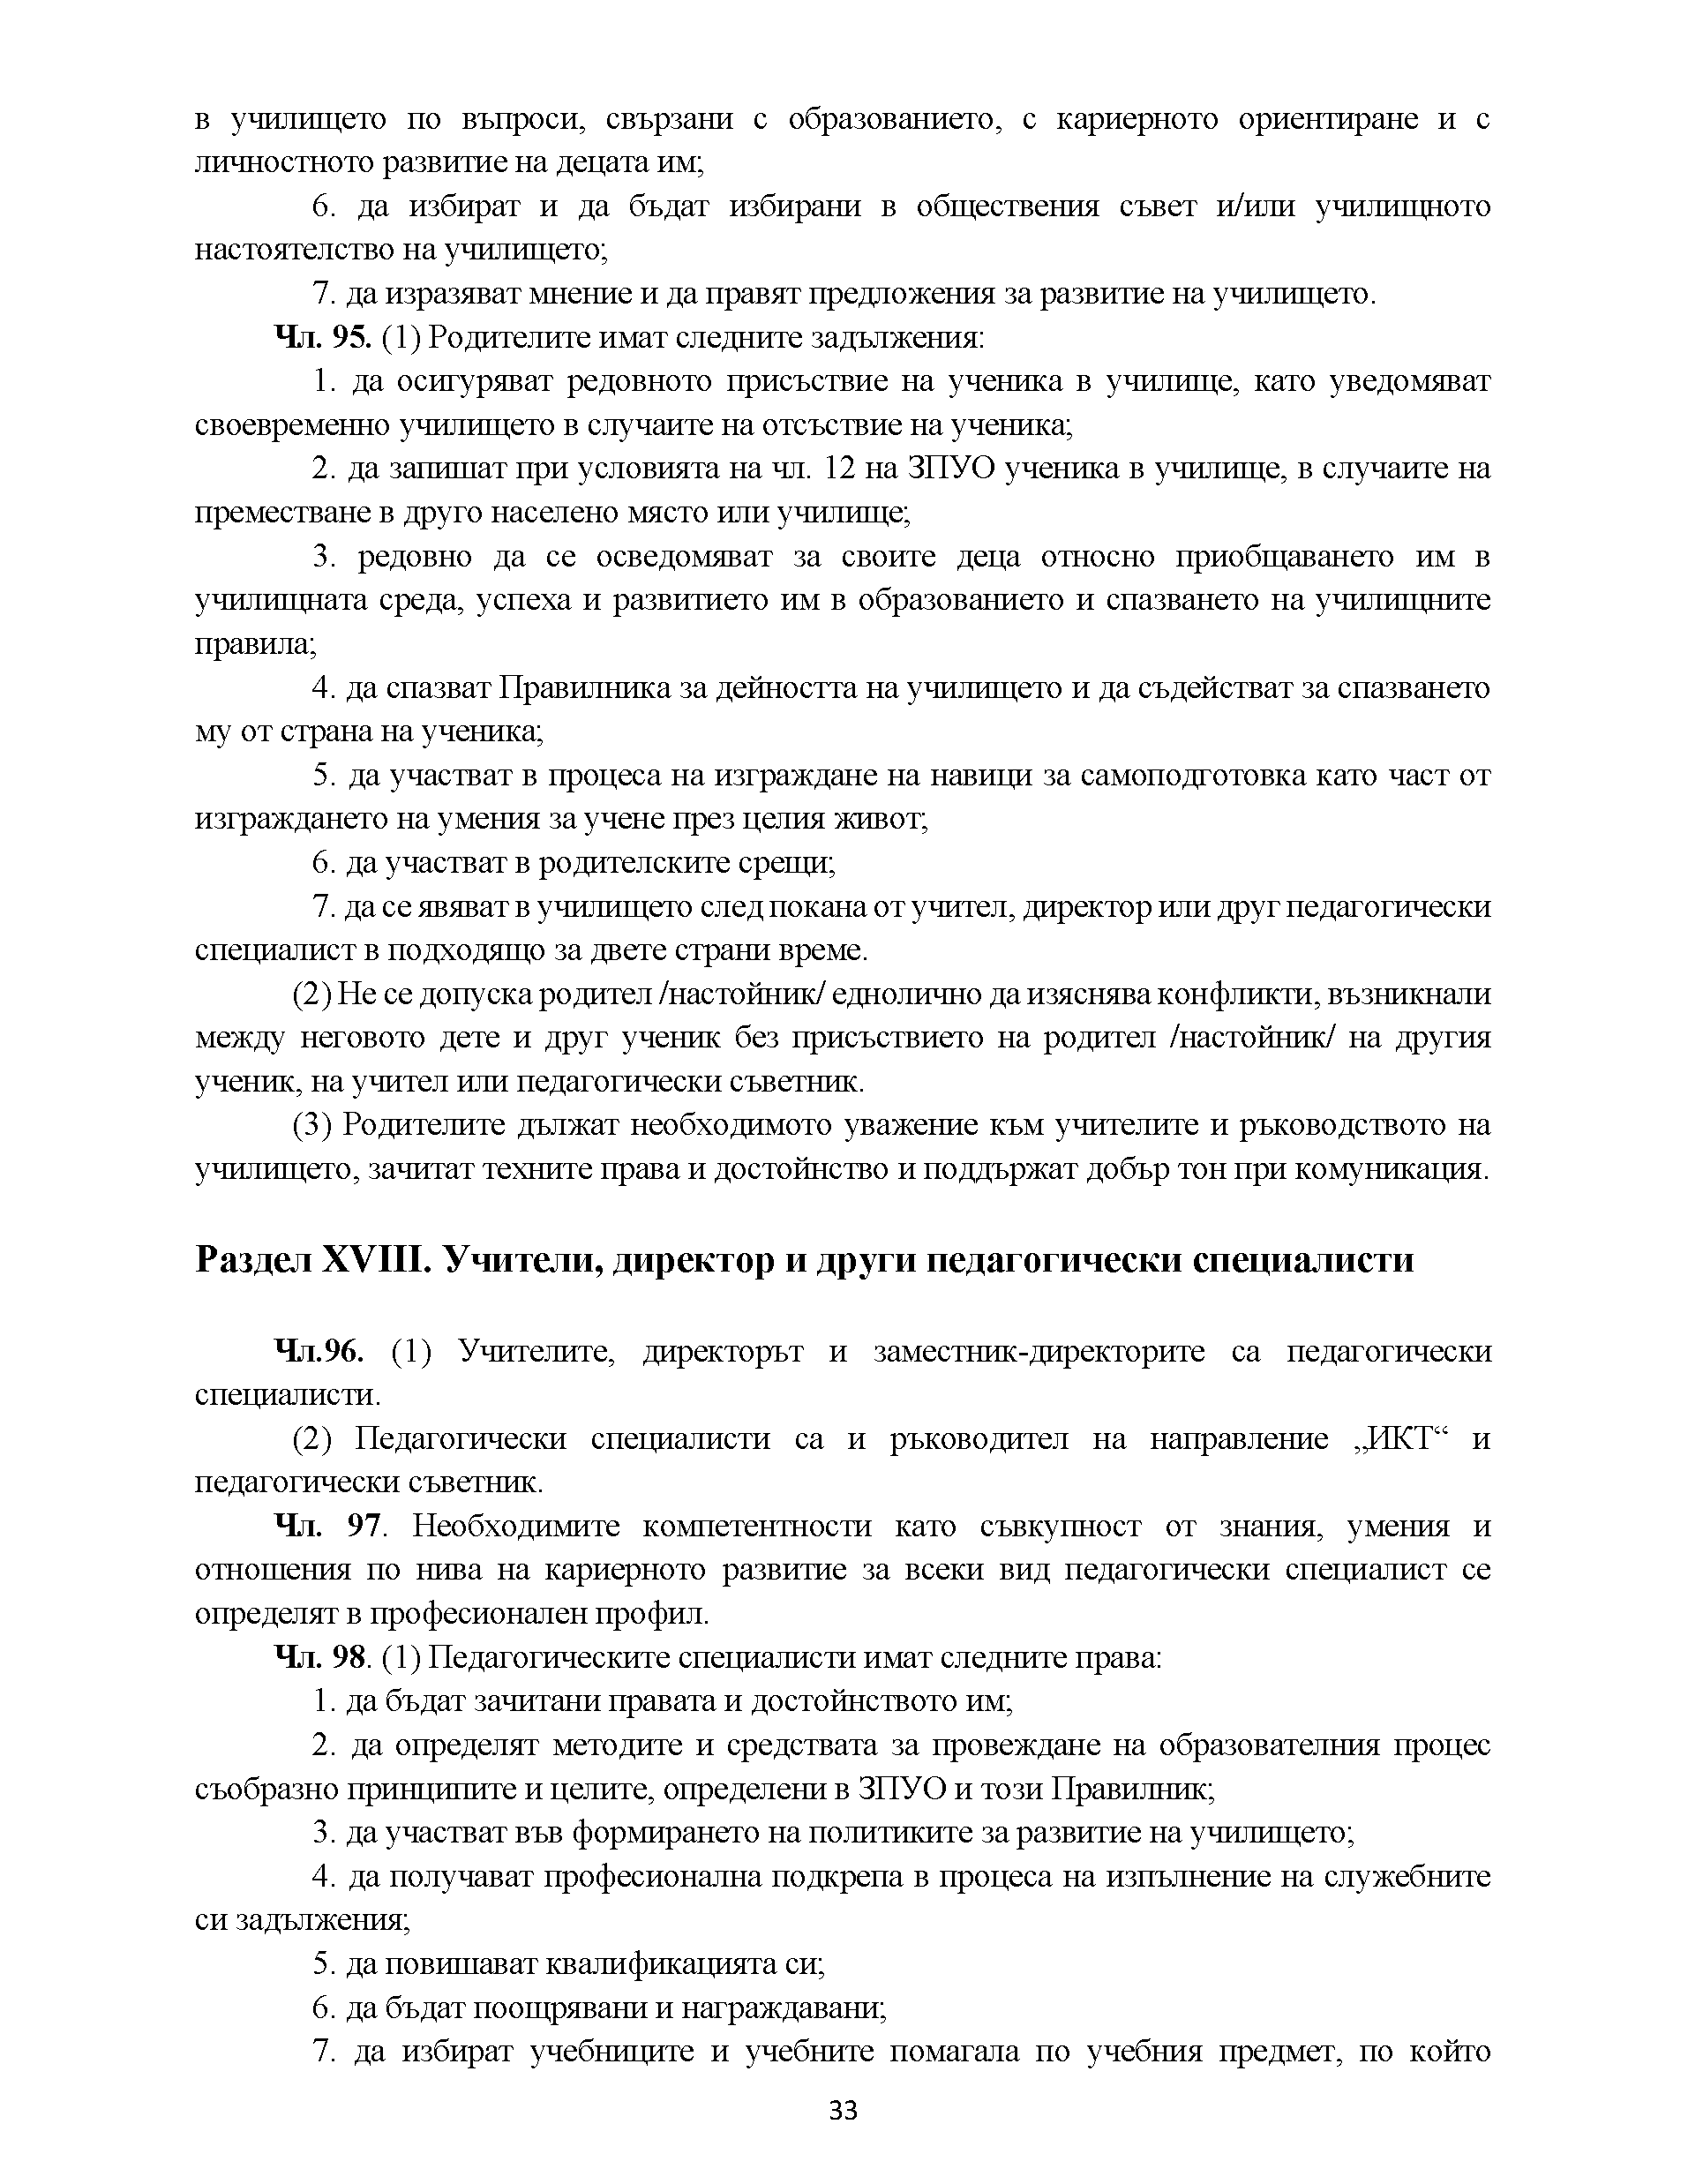 в училището по въпроси, свързани с образованието, с кариерното ориентиране и с
личностното развитие на децата им;
6. да избират и да бъдат избирани в обществения съвет и/или училищното
настоятелство на училището;
7. да изразяват мнение и да правят предложения за развитие на училището.
Чл. 95. (1) Родителите имат следните задължения:
1. да осигуряват редовното присъствие на ученика в училище, като уведомяват
своевременно училището в случаите на отсъствие на ученика;
2. да запишат при условията на чл. 12 на ЗПУО ученика в училище, в случаите на
преместване в друго населено място или училище;
3. редовно да се осведомяват за своите деца относно приобщаването им в
училищната среда, успеха и развитието им в образованието и спазването на училищните
правила;
4. да спазват Правилника за дейността на училището и да съдействат за спазването
му от страна на ученика;
5. да участват в процеса на изграждане на навици за самоподготовка като част от
изграждането на умения за учене през целия живот;
6. да участват в родителските срещи;
7. да се явяват в училището след покана от учител, директор или друг педагогически
специалист в подходящо за двете страни време.
(2) Не се допуска родител /настойник/ еднолично да изяснява конфликти, възникнали
между неговото дете и друг ученик без присъствието на родител /настойник/ на другия
ученик, на учител или педагогически съветник.
(3) Родителите дължат необходимото уважение към учителите и ръководството на
училището, зачитат техните права и достойнство и поддържат добър тон при комуникация.
Раздел XVIII. Учители, директор и други педагогически специалисти
Чл.96. (1) Учителите, директорът и заместник-директорите са педагогически
специалисти.
(2) Педагогически специалисти са и ръководител на направление „ИКТ“ и
педагогически съветник.
Чл. 97. Необходимите компетентности като съвкупност от знания, умения и
отношения по нива на кариерното развитие за всеки вид педагогически специалист се
определят в професионален профил.
Чл. 98. (1) Педагогическите специалисти имат следните права:
1. да бъдат зачитани правата и достойнството им;
2. да определят методите и средствата за провеждане на образователния процес
съобразно принципите и целите, определени в ЗПУО и този Правилник;
3. да участват във формирането на политиките за развитие на училището;
4. да получават професионална подкрепа в процеса на изпълнение на служебните
си задължения;
5. да повишават квалификацията си;
6. да бъдат поощрявани и награждавани;
7. да избират учебниците и учебните помагала по учебния предмет, по който
33